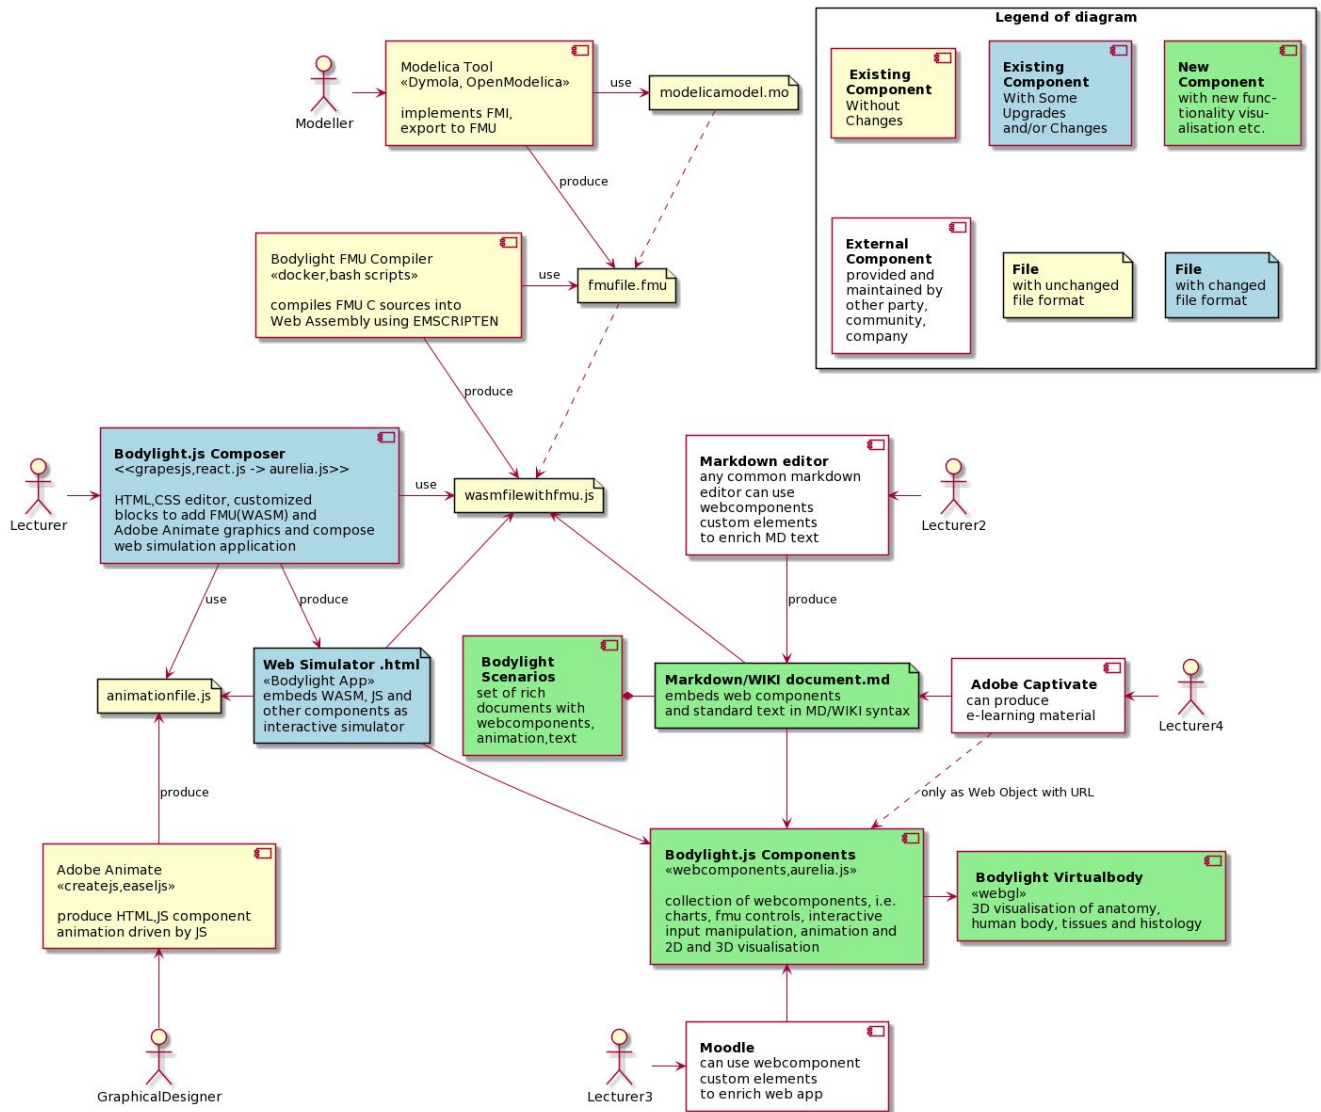 Legend of diagram
Modelica Tool
«Dymola, OpenModelica»
implements FMI,
export to FMU
Modeller
use
modelicamodel.mo
Existing
Component
Without
Changes
Existing
Component
With Some
Upgrades
and/or Changes
New
Component
with new func-
tionality visu-
alisation etc.
produce
External
Component
provided and
maintained by
other party,
community,
company
File
with unchanged
file format
File
with changed
file format
Bodylight FMU Compiler
«docker,bash scripts»
compiles FMU C sources into
Web Assembly using EMSCRIPTEN
use
fmufile.fmu
produce
Lecturer
Bodylight.js Composer
<<grapesjs,react.js -> aurelia.js>>
HTML,CSS editor, customized
blocks to add FMU(WASM) and
Adobe Animate graphics and compose
web simulation application
use
wasmfilewithfmu.js
Markdown editor
any common markdown
editor can use
webcomponents
custom elements
to enrich MD text
Lecturer2
use
produce
produce
animationfile.js
Web Simulator .html
«Bodylight App»
embeds WASM, JS and
other components as
interactive simulator
Bodylight
Scenarios
set of rich
documents with
webcomponents,
animation,text
Markdown/WIKI document.md
embeds web components
and standard text in MD/WIKI syntax
Adobe Captivate
can produce
e-learning material
Lecturer4
produce
only as Web Object with URL
Adobe Animate
«createjs,easeljs»
produce HTML,JS component
animation driven by JS
Bodylight.js Components
«webcomponents,aurelia.js»
collection of webcomponents, i.e.
charts, fmu controls, interactive
input manipulation, animation and
2D and 3D visualisation
Bodylight Virtualbody
«webgl»
3D visualisation of anatomy,
human body, tissues and histology
GraphicalDesigner
Lecturer3
Moodle
can use webcomponent
custom elements
to enrich web app